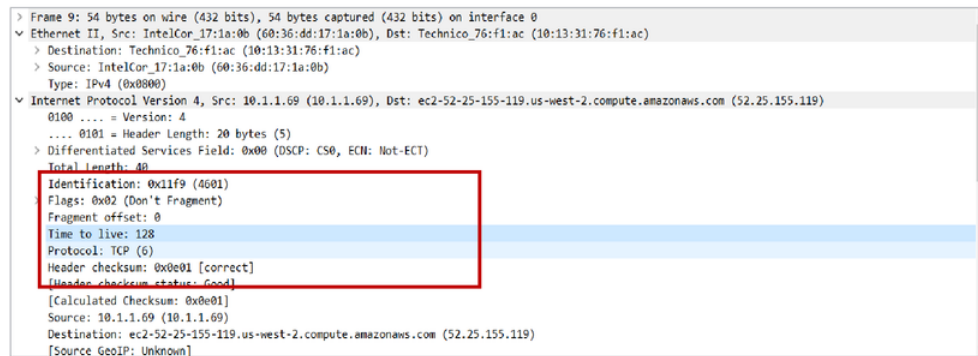 > Frame 9: 54 bytes on wire (432 bits), 54 bytes captured (432 bits) on interface 0
Ethernet II, Src: IntelCor_17:1a:0b (60:36:dd:17:1a:0b), Dst: Technico_76:f1:ac (10:13:31:76:f1:ac)
> Destination: Technico_76:f1:ac (10:13:31:76:f1:ac)
> Source: IntelCor_17:1a:0b (60:36:dd:17:1a:0b)
Type: IPv4 (0x0800)
Internet Protocol Version 4, Src: 10.1.1.69 (10.1.1.69), Dst: ec2-52-25-155-119.us-west-2.compute.amazonaws.com (52.25.155.119)
0100 .... = Version: 4
.... 0101 = Header Length: 20 bytes (5)
> Differentiated Services Field: 0x00 (DSCP: CS0, ECN: Not-ECT)
Total Length: 40
Identification: 0x11f9 (4601)
> Flags: 0x02 (Don't Fragment)
Fragment offset: 0
Time to live: 128
Protocol: TCP (6)
Header checksum: 0x0e01 [correct]
[Header checksum status: Good]
[Calculated Checksum: 0x0e01]
Source: 10.1.1.69 (10.1.1.69)
Destination: ec2-52-25-155-119.us-west-2.compute.amazonaws.com (52.25.155.119)
[Source GeoIP: Unknown]